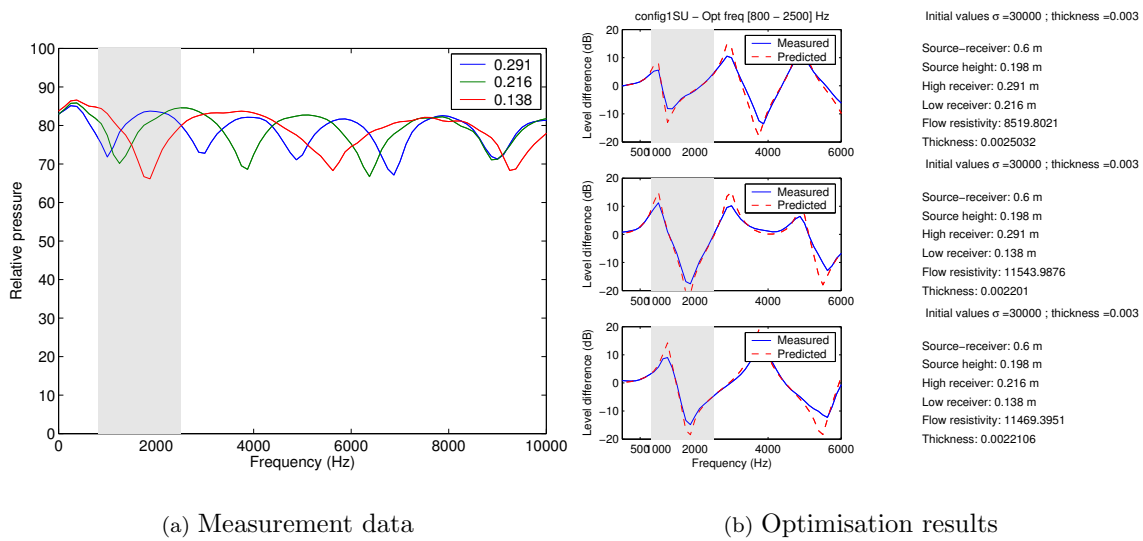 100
90
80
70
60
50
40
30
20
10
0
Relative pressure
0.291
0.216
0.138
0
2000
4000
6000
8000
10000
Frequency (Hz)
(a) Measurement data
config1SU − Opt freq [800 − 2500] Hz
20
10
0
−10
−20
Level difference (dB)
Measured
Predicted
500
1000
2000
4000
6000
Initial values σ =30000 ; thickness =0.003
Source−receiver: 0.6 m
Source height: 0.198 m
High receiver: 0.291 m
Low receiver: 0.216 m
Flow resistivity: 8519.8021
Thickness: 0.0025032
20
10
0
−10
−20
Level difference (dB)
Measured
Predicted
500
1000
2000
4000
6000
Initial values σ =30000 ; thickness =0.003
Source−receiver: 0.6 m
Source height: 0.198 m
High receiver: 0.291 m
Low receiver: 0.138 m
Flow resistivity: 11543.9876
Thickness: 0.002201
20
10
0
−10
−20
Level difference (dB)
Measured
Predicted
500
1000
2000
4000
6000
Frequency (Hz)
Initial values σ =30000 ; thickness =0.003
Source−receiver: 0.6 m
Source height: 0.198 m
High receiver: 0.216 m
Low receiver: 0.138 m
Flow resistivity: 11469.3951
Thickness: 0.0022106
(b) Optimisation results